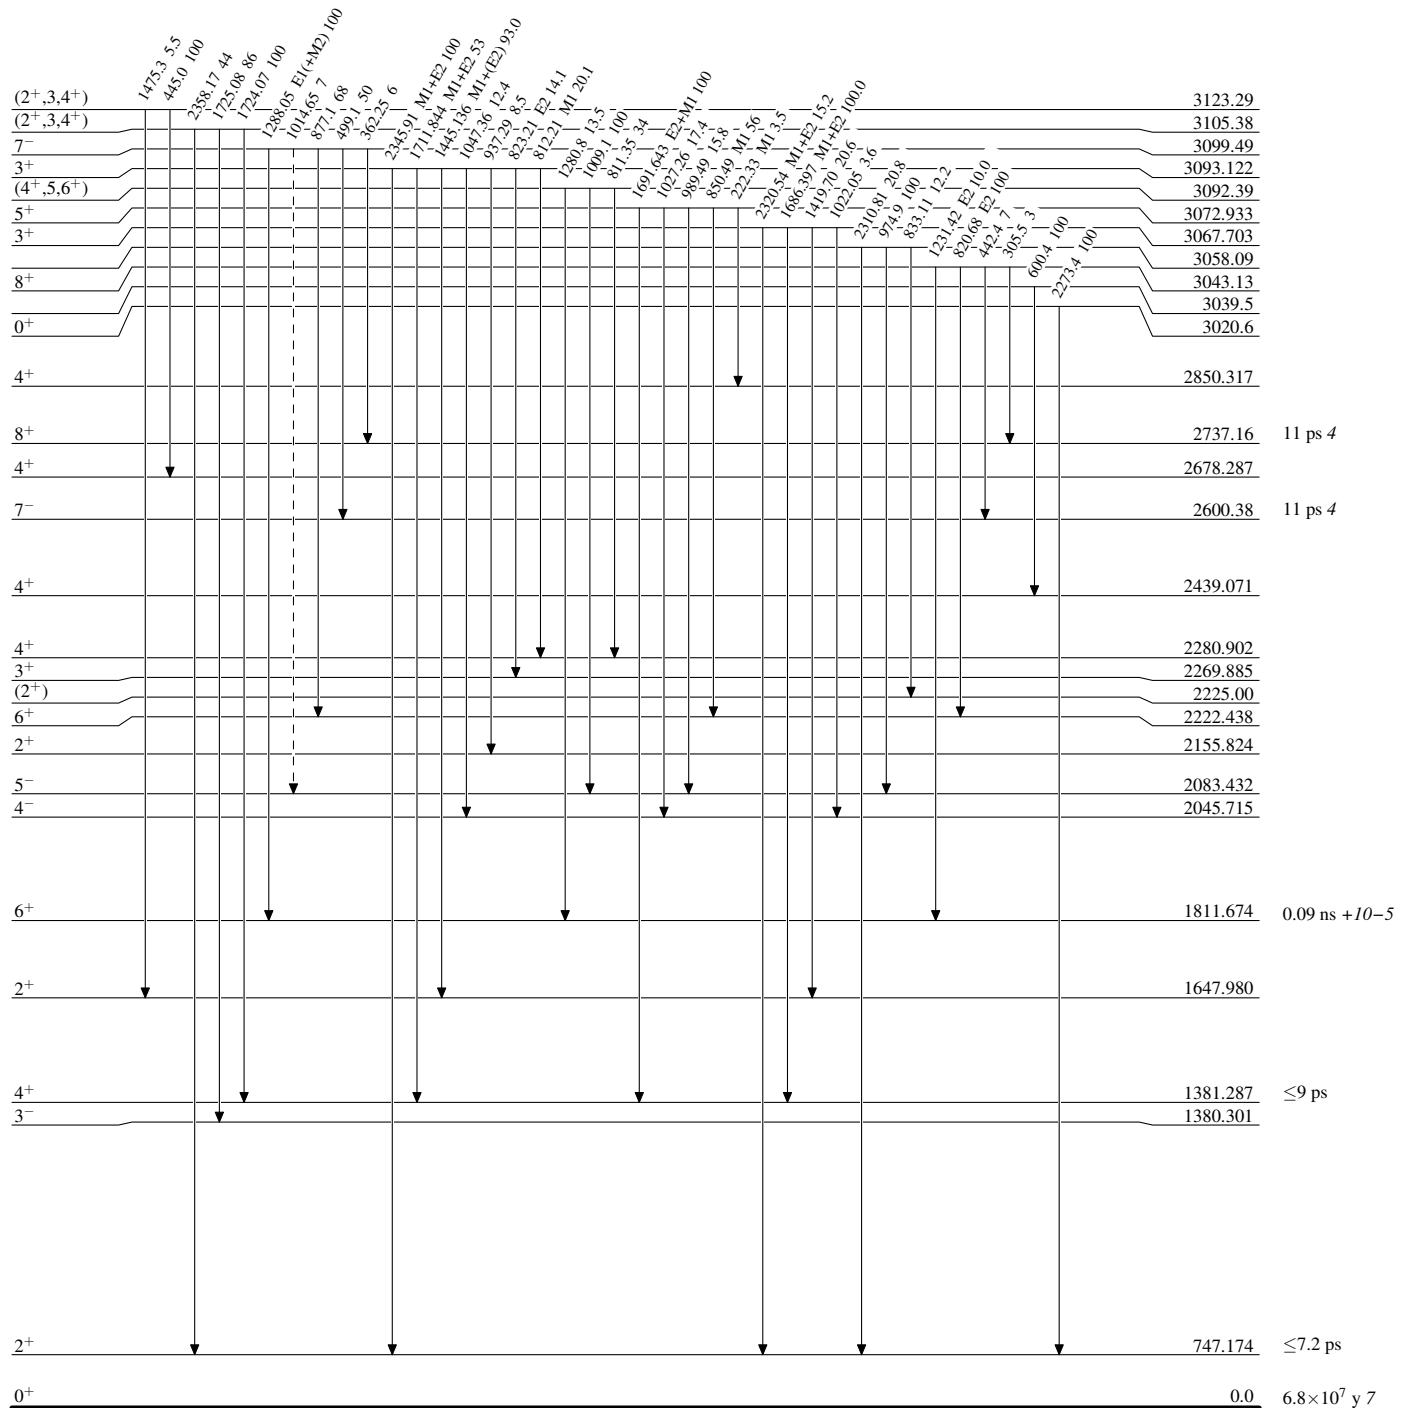 1475.3 5.5
445.0 100
2358.17 44
1725.08 86
1724.07 100
1288.05 E1(+M2) 100
1014.65 7
877.1 68
499.1 50
362.25 6
2345.91 M1+E2 100
1711.844 M1+E2 53
1445.136 M1+(E2) 93.0
1047.36 12.4
937.29 8.5
823.21 E2 14.1
812.21 M1 20.1
1280.8 13.5
1009.1 100
811.35 34
1691.643 E2+M1 100
1027.26 17.4
989.49 15.8
850.49 M1 56
222.33 M1 3.5
2320.54 M1+E2 15.2
1686.397 M1+E2 100.0
1419.70 20.6
1022.05 3.6
2310.81 20.8
974.9 100
833.11 12.2
1231.42 E2 10.0
820.68 E2 100
442.4 7
305.5 3
600.4 100
2273.4 100
(2⁺,3,4⁺) 3123.29
(2⁺,3,4⁺) 3105.38
7⁻ 3099.49
3⁺ 3093.122
(4⁺,5,6⁺) 3092.39
5⁺ 3072.933
3⁺ 3067.703
3058.09
8⁺ 3043.13
3039.5
0⁺ 3020.6
4⁺ 2850.317
8⁺ 2737.16 11 ps 4
4⁺ 2678.287
7⁻ 2600.38 11 ps 4
4⁺ 2439.071
4⁺ 2280.902
3⁺ 2269.885
(2⁺) 2225.00
6⁺ 2222.438
2⁺ 2155.824
5⁻ 2083.432
4⁻ 2045.715
6⁺ 1811.674 0.09 ns +10−5
2⁺ 1647.980
4⁺ 1381.287 ≤9 ps
3⁻ 1380.301
2⁺ 747.174 ≤7.2 ps
0⁺ 0.0 6.8×10⁷ y 7